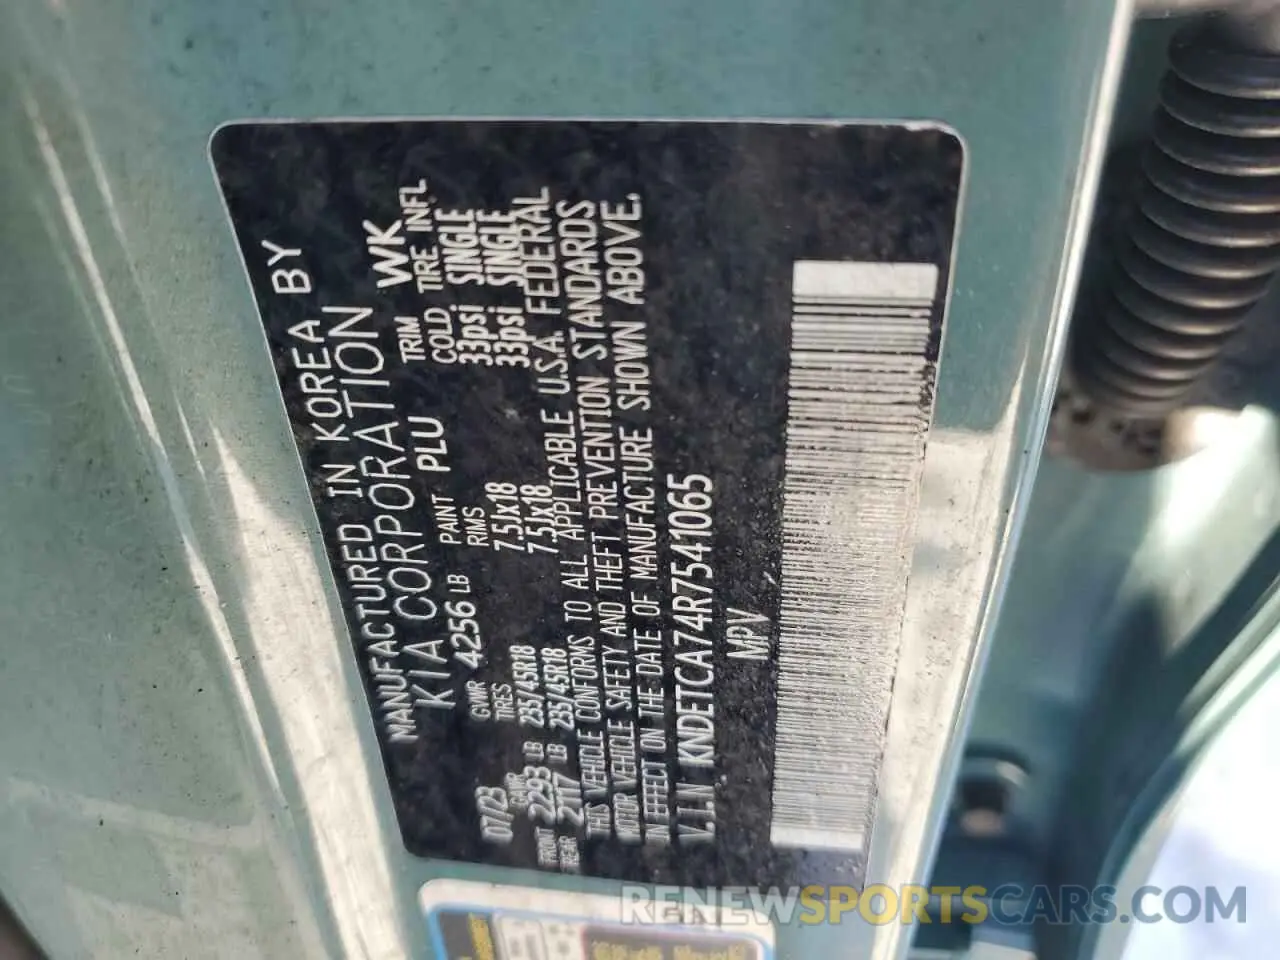 MANUFACTURED IN KOREA BY
KIA CORPORATION
07/23 GVWR 4256 LB PAINT PLU TRIM WK
GAWR TIRES RIMS COLD TIRE INFL
FRONT 2293 LB 235/45R18 7.5Jx18 33psi SINGLE
REAR 2117 LB 235/45R18 7.5Jx18 33psi SINGLE
THIS VEHICLE CONFORMS TO ALL APPLICABLE U.S.A. FEDERAL
MOTOR VEHICLE SAFETY AND THEFT PREVENTION STANDARDS
IN EFFECT ON THE DATE OF MANUFACTURE SHOWN ABOVE.
V.I.N KNDETCA74R7541065
MPV
RENEWSPORTSCARS.COM